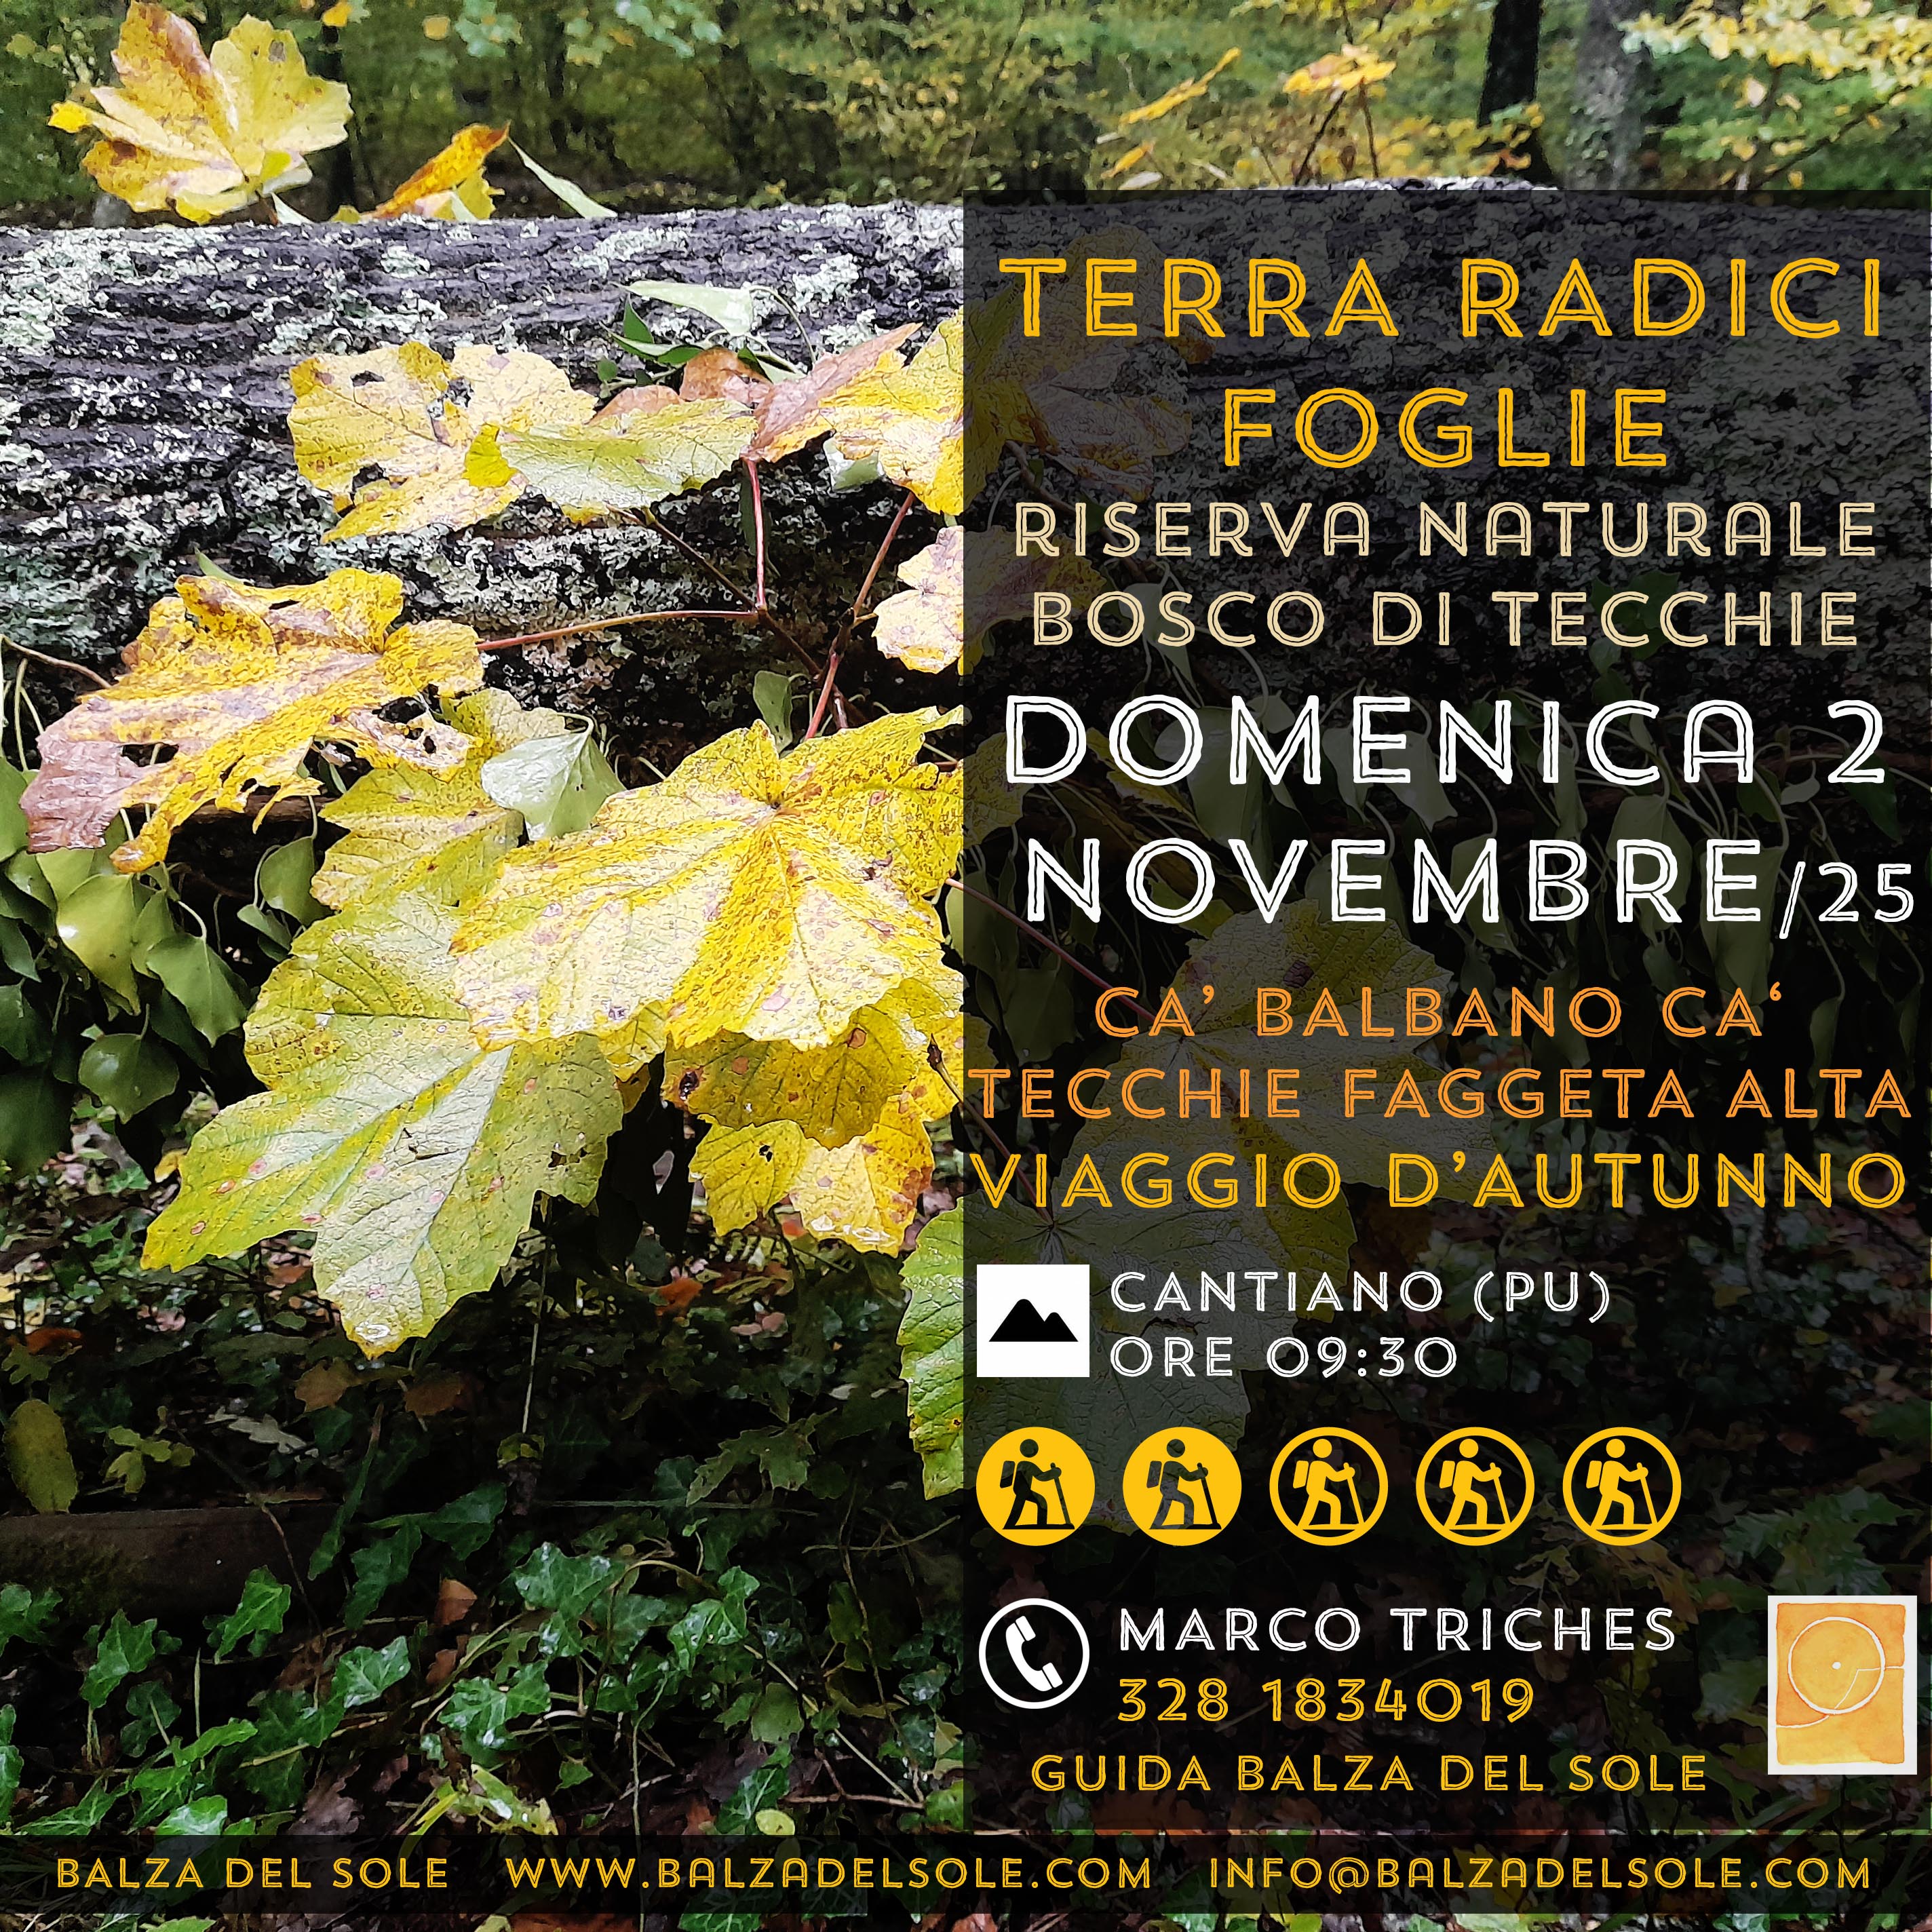 TERRA RADICI
FOGLIE
RISERVA NATURALE
BOSCO DI TECCHIE
DOMENICA 2
NOVEMBRE/25
CA’ BALBANO CA‘
TECCHIE FAGGETA ALTA
VIAGGIO D’AUTUNNO
CANTIANO (PU)
ORE 09:30
MARCO TRICHES
328 1834019
GUIDA BALZA DEL SOLE
BALZA DEL SOLE WWW.BALZADELSOLE.COM INFO@BALZADELSOLE.COM